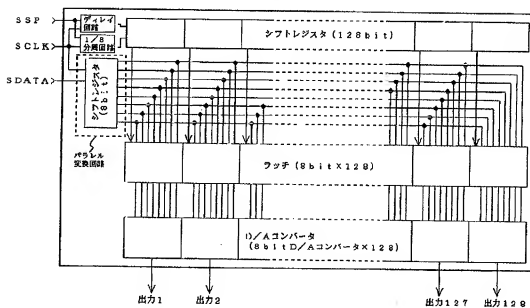 SSP
ディレイ
回路
SCLK
1/8
分周回路
シフトレジスタ(128bit)
SDATA
シフトレジスタ
(8bit)
パラレル
変換回路
ラッチ(8bit×128)
D/Aコンバータ
(8bitD/Aコンバータ×128)
出力1
出力2
出力127
出力128